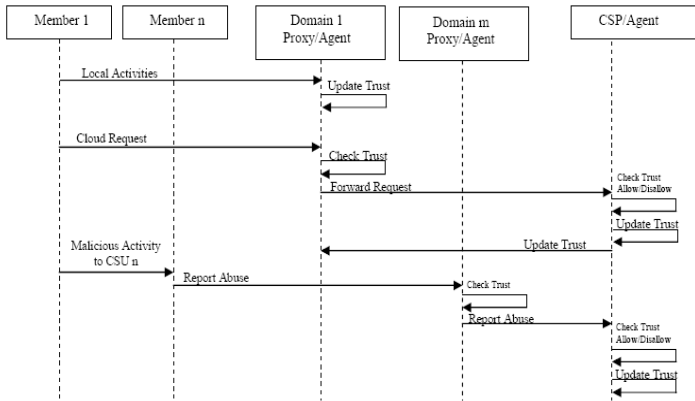 Member 1
Member n
Domain 1
Proxy/Agent
Domain m
Proxy/Agent
CSP/Agent
Local Activities
Update Trust
Cloud Request
Check Trust
Forward Request
Check Trust
Allow/Disallow
Update Trust
Update Trust
Malicious Activity
to CSU n
Report Abuse
Check Trust
Report Abuse
Check Trust
Allow/Disallow
Update Trust